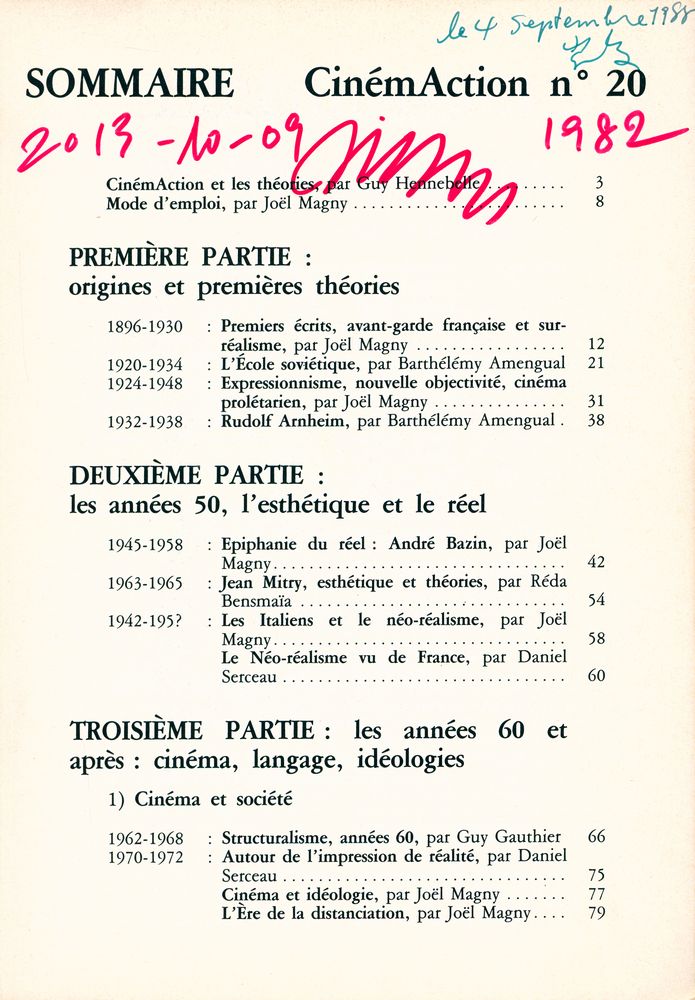 le 4 septembre 1988
SOMMAIRE CinémAction n° 20
2013-10-09 1982
CinémAction et les théories, par Guy Hennebelle . . . . . . . . . 3
Mode d'emploi, par Joël Magny . . . . . . . . . . . . . . . . . . . . . . . . 8
PREMIÈRE PARTIE :
origines et premières théories
1896-1930 : Premiers écrits, avant-garde française et sur-
réalisme, par Joël Magny . . . . . . . . . . . . . . . . . 12
1920-1934 : L'École soviétique, par Barthélémy Amengual 21
1924-1948 : Expressionnisme, nouvelle objectivité, cinéma
prolétarien, par Joël Magny . . . . . . . . . . . . . . . 31
1932-1938 : Rudolf Arnheim, par Barthélémy Amengual . 38
DEUXIÈME PARTIE :
les années 50, l'esthétique et le réel
1945-1958 : Epiphanie du réel : André Bazin, par Joël
Magny. . . . . . . . . . . . . . . . . . . . . . . . . . . . . . . . . 42
1963-1965 : Jean Mitry, esthétique et théories, par Réda
Bensmaïa . . . . . . . . . . . . . . . . . . . . . . . . . . . . . . 54
1942-195? : Les Italiens et le néo-réalisme, par Joël
Magny. . . . . . . . . . . . . . . . . . . . . . . . . . . . . . . . . 58
Le Néo-réalisme vu de France, par Daniel
Serceau . . . . . . . . . . . . . . . . . . . . . . . . . . . . . . . . 60
TROISIÈME PARTIE : les années 60 et
après : cinéma, langage, idéologies
1) Cinéma et société
1962-1968 : Structuralisme, années 60, par Guy Gauthier 66
1970-1972 : Autour de l'impression de réalité, par Daniel
Serceau . . . . . . . . . . . . . . . . . . . . . . . . . . . . . . . . 75
Cinéma et idéologie, par Joël Magny . . . . . . . 77
L'Ère de la distanciation, par Joël Magny. . . . 79